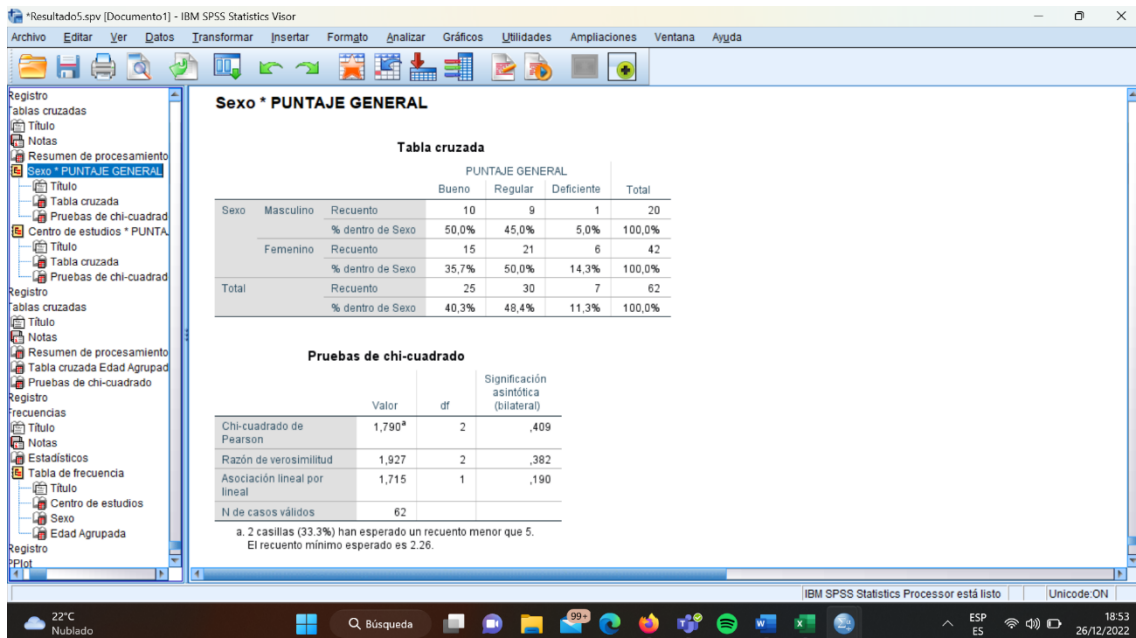 *Resultado5.spv [Documento1] - IBM SPSS Statistics Visor
Archivo Editar Ver Datos Transformar Insertar Formato Analizar Gráficos Utilidades Ampliaciones Ventana Ayuda
Registro
Tablas cruzadas
Título
Notas
Resumen de procesamiento
Sexo * PUNTAJE GENERAL
Título
Tabla cruzada
Pruebas de chi-cuadrad
Centro de estudios * PUNTA
Título
Tabla cruzada
Pruebas de chi-cuadrad
Registro
Tablas cruzadas
Título
Notas
Resumen de procesamiento
Tabla cruzada Edad Agrupad
Pruebas de chi-cuadrado
Registro
Frecuencias
Título
Notas
Estadísticos
Tabla de frecuencia
Título
Centro de estudios
Sexo
Edad Agrupada
Registro
PPlot
Sexo * PUNTAJE GENERAL
Tabla cruzada
PUNTAJE GENERAL
Bueno Regular Deficiente Total
Sexo Masculino Recuento 10 9 1 20
% dentro de Sexo 50,0% 45,0% 5,0% 100,0%
Femenino Recuento 15 21 6 42
% dentro de Sexo 35,7% 50,0% 14,3% 100,0%
Total Recuento 25 30 7 62
% dentro de Sexo 40,3% 48,4% 11,3% 100,0%
Pruebas de chi-cuadrado
Valor df Significación
asintótica
(bilateral)
Chi-cuadrado de
Pearson 1,790a 2 ,409
Razón de verosimilitud 1,927 2 ,382
Asociación lineal por
lineal 1,715 1 ,190
N de casos válidos 62
a. 2 casillas (33.3%) han esperado un recuento menor que 5.
El recuento mínimo esperado es 2.26.
IBM SPSS Statistics Processor está listo Unicode:ON
22°C
Nublado
Búsqueda
99+
ESP
ES
18:53
26/12/2022